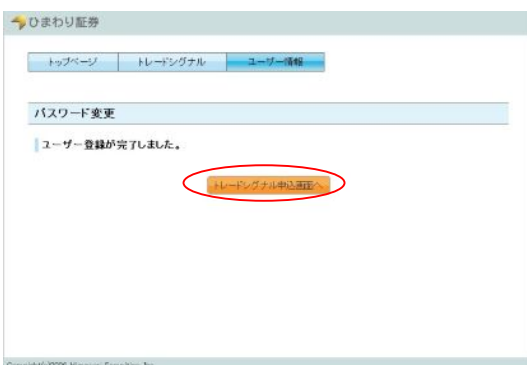 ひまわり証券
トップページ トレードシグナル ユーザー情報
パスワード変更
ユーザー登録が完了しました。
トレードシグナル申込画面へ